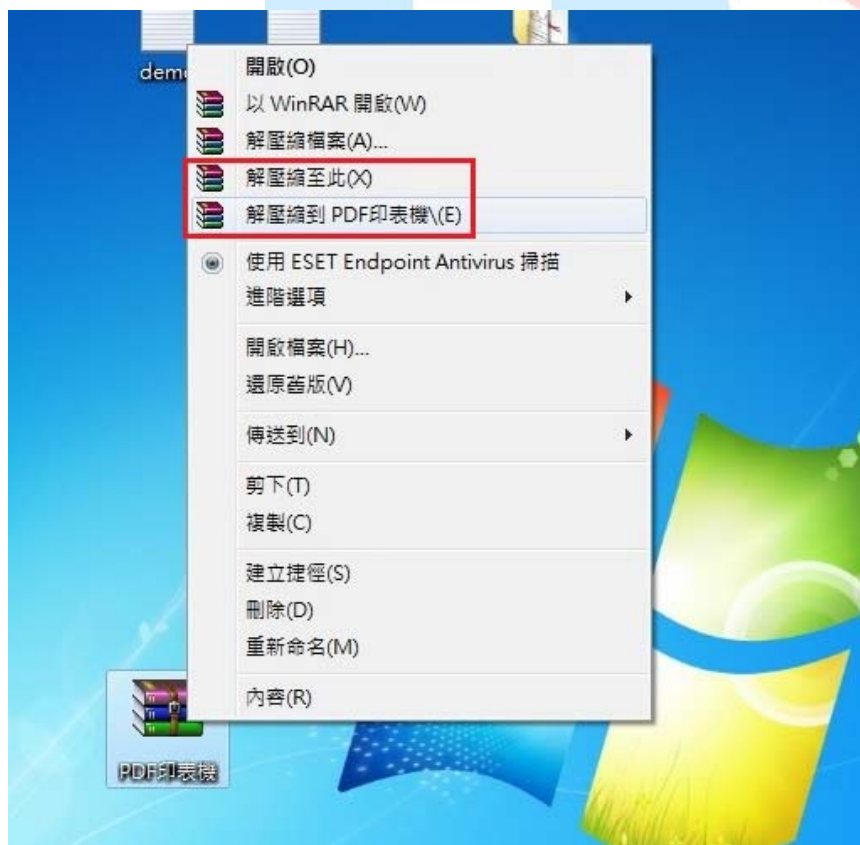 demo
開啟(O)
以 WinRAR 開啟(W)
解壓縮檔案(A)...
解壓縮至此(X)
解壓縮到 PDF印表機\(E)
使用 ESET Endpoint Antivirus 掃描
進階選項
開啟檔案(H)...
還原舊版(V)
傳送到(N)
剪下(T)
複製(C)
建立捷徑(S)
刪除(D)
重新命名(M)
內容(R)
PDF印表機